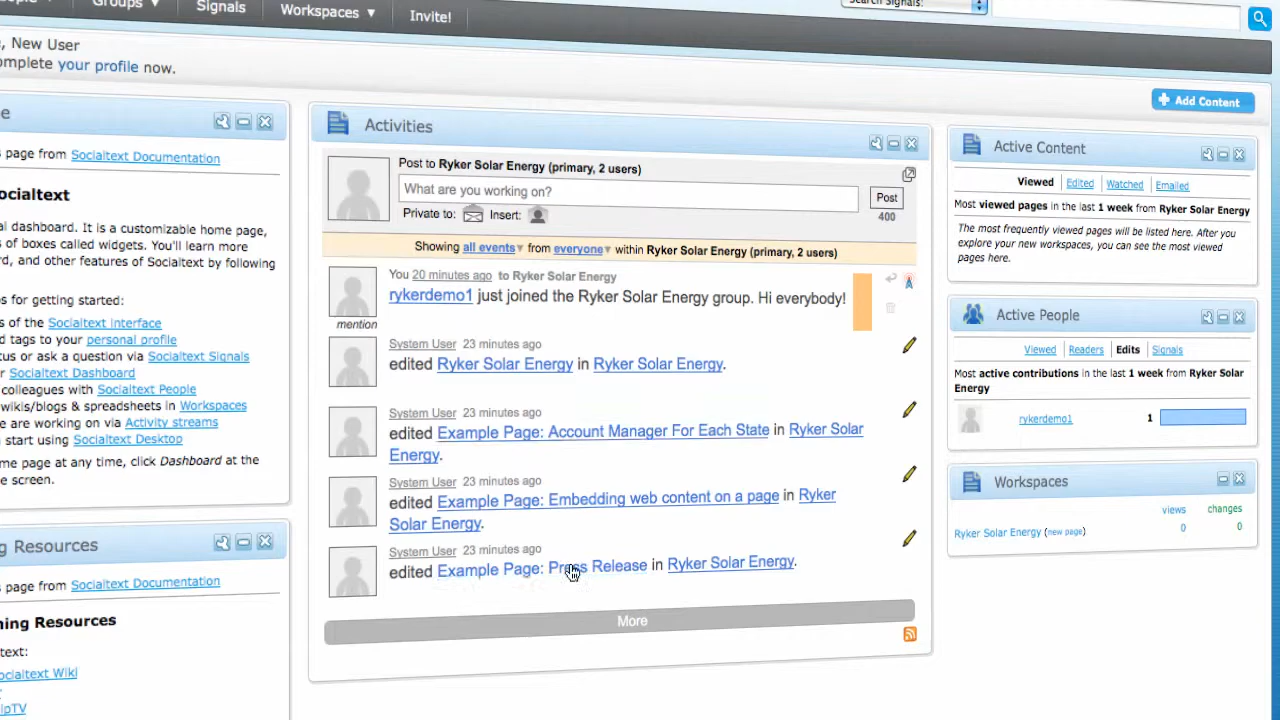 Groups ▼ Signals Workspaces ▼ Invite!
Search Signals:
, New User
complete your profile now.
Add Content
s page from Socialtext Documentation
ocialtext
al dashboard. It is a customizable home page,
s of boxes called widgets. You'll learn more
rd, and other features of Socialtext by following
s for getting started:
s of the Socialtext Interface
d tags to your personal profile
tus or ask a question via Socialtext Signals
or Socialtext Dashboard
colleagues with Socialtext People
wikis/blogs & spreadsheets in Workspaces
e are working on via Activity streams
start using Socialtext Desktop
me page at any time, click Dashboard at the
e screen.
ng Resources
s page from Socialtext Documentation
ning Resources
text:
ocialtext Wiki
lpTV
Activities
Post to Ryker Solar Energy (primary, 2 users)
What are you working on?
Post
Private to: Insert:
400
Showing all events▼ from everyone▼ within Ryker Solar Energy (primary, 2 users)
You 20 minutes ago to Ryker Solar Energy
rykerdemo1 just joined the Ryker Solar Energy group. Hi everybody!
mention
System User 23 minutes ago
edited Ryker Solar Energy in Ryker Solar Energy.
System User 23 minutes ago
edited Example Page: Account Manager For Each State in Ryker Solar
Energy.
System User 23 minutes ago
edited Example Page: Embedding web content on a page in Ryker
Solar Energy.
System User 23 minutes ago
edited Example Page: Press Release in Ryker Solar Energy.
More
Active Content
Viewed Edited Watched Emailed
Most viewed pages in the last 1 week from Ryker Solar Energy
The most frequently viewed pages will be listed here. After you
explore your new workspaces, you can see the most viewed
pages here.
Active People
Viewed Readers Edits Signals
Most active contributions in the last 1 week from Ryker Solar
Energy
rykerdemo1 1
Workspaces
views changes
Ryker Solar Energy (new page) 0 0